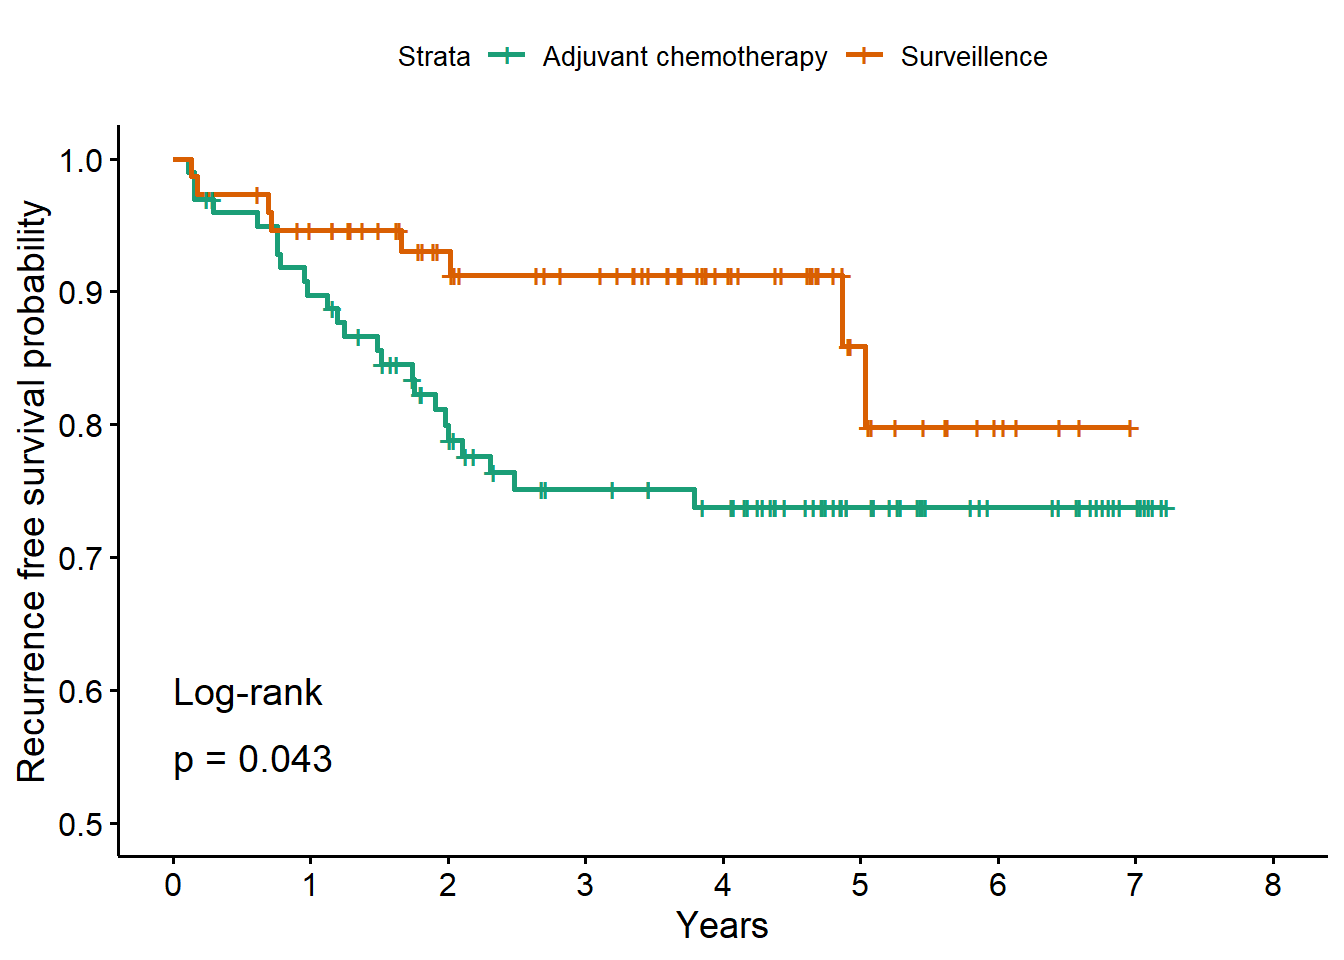 Strata Adjuvant chemotherapy Surveillence
Recurrence free survival probability
1.0
0.9
0.8
0.7
0.6
0.5
Log-rank
p = 0.043
0 1 2 3 4 5 6 7 8
Years